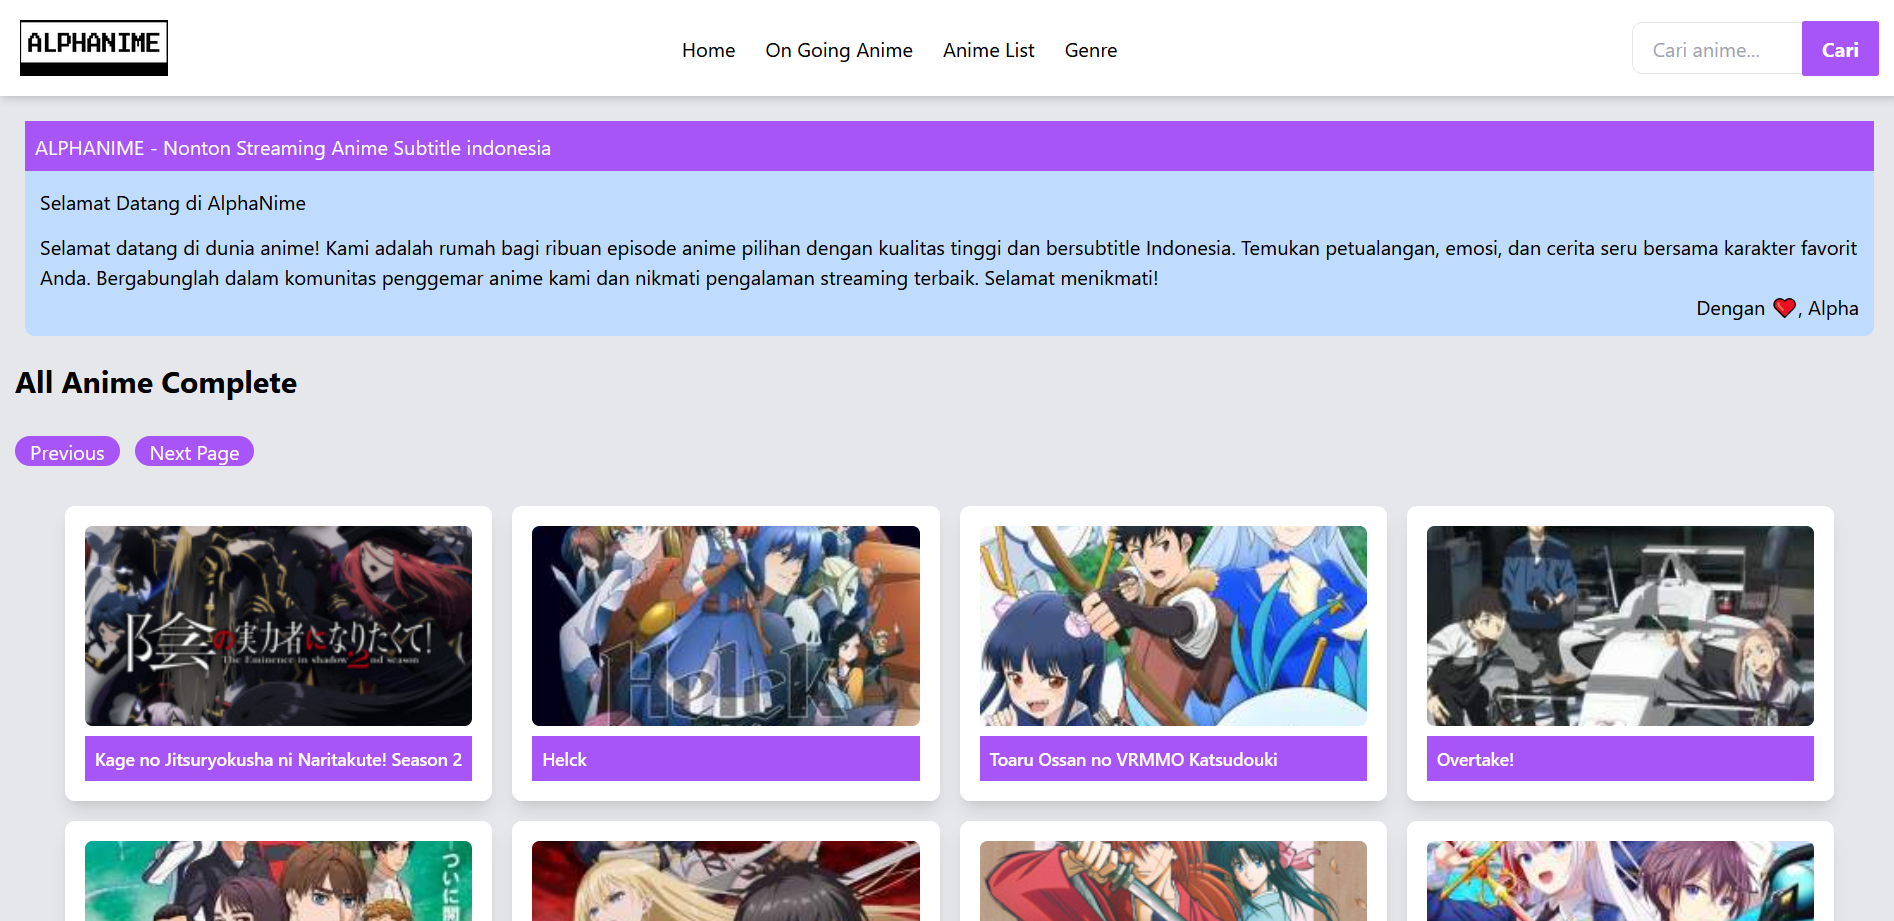 ALPHANIME
Home On Going Anime Anime List Genre
Cari anime... Cari
ALPHANIME - Nonton Streaming Anime Subtitle indonesia
Selamat Datang di AlphaNime
Selamat datang di dunia anime! Kami adalah rumah bagi ribuan episode anime pilihan dengan kualitas tinggi dan bersubtitle Indonesia. Temukan petualangan, emosi, dan cerita seru bersama karakter favorit
Anda. Bergabunglah dalam komunitas penggemar anime kami dan nikmati pengalaman streaming terbaik. Selamat menikmati!
Dengan ❤️, Alpha
All Anime Complete
Previous Next Page
陰の実力者になりたくて!
The Eminence in shadow 2nd season
Helck
Kage no Jitsuryokusha ni Naritakute! Season 2
Helck
Toaru Ossan no VRMMO Katsudouki
Overtake!
ついに開